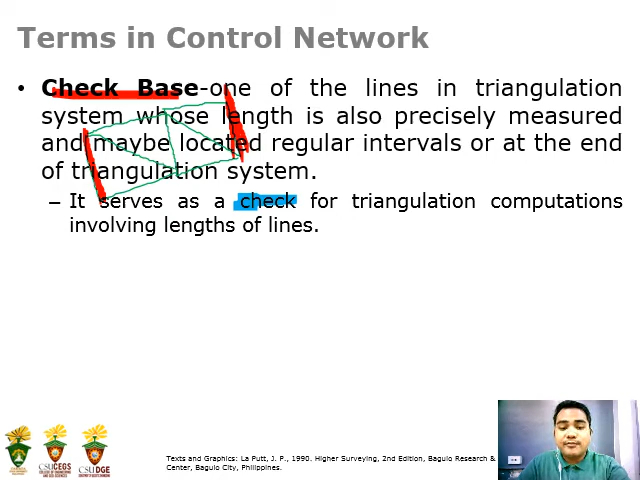 Terms in Control Network
• Check Base-one of the lines in triangulation
system whose length is also precisely measured
and maybe located regular intervals or at the end
of triangulation system.
– It serves as a check for triangulation computations
involving lengths of lines.
CSUCEGS
CSUDGE
Texts and Graphics: La Putt, J. P., 1990. Higher Surveying, 2nd Edition, Baguio Research &
Center, Baguio City, Philippines.